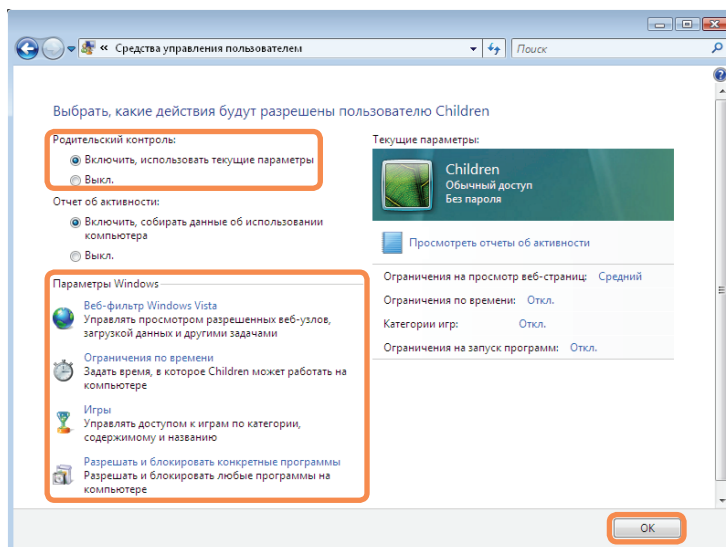 « Средства управления пользователем
Поиск
Выбрать, какие действия будут разрешены пользователю Children
Родительский контроль:
Включить, использовать текущие параметры
Выкл.
Отчет об активности:
Включить, собирать данные об использовании
компьютера
Выкл.
Параметры Windows
Веб-фильтр Windows Vista
Управлять просмотром разрешенных веб-узлов,
загрузкой данных и другими задачами
Ограничения по времени
Задать время, в которое Children может работать на
компьютере
Игры
Управлять доступом к играм по категории,
содержимому и названию
Разрешать и блокировать конкретные программы
Разрешать и блокировать любые программы на
компьютере
Текущие параметры:
Children
Обычный доступ
Без пароля
Просмотреть отчеты об активности
Ограничения на просмотр веб-страниц: Средний
Ограничения по времени: Откл.
Категории игр: Откл.
Ограничения на запуск программ: Откл.
OK